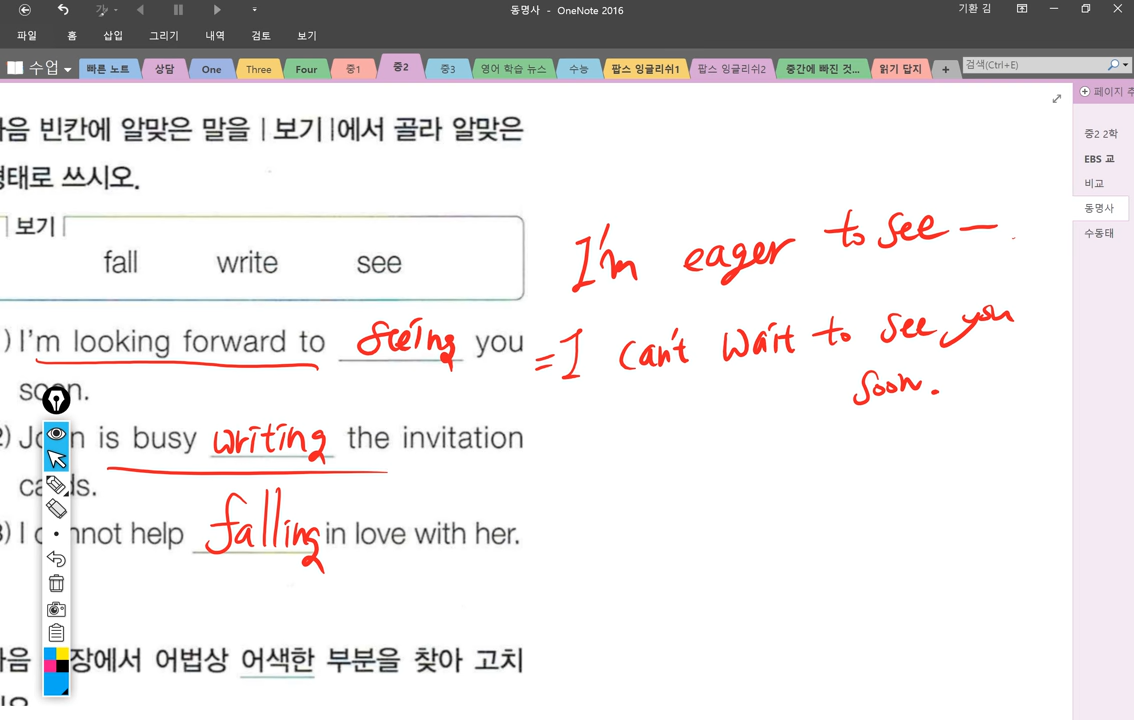 동명사 - OneNote 2016
기환 김
파일 홈 삽입 그리기 내역 검토 보기
수업 빠른 노트 상담 One Three Four 중1 중2 중3 영어 학습 뉴스 수능 팝스 잉글리쉬1 팝스 잉글리쉬2 중간에 빠진 것... 읽기 답지 + 검색(Ctrl+E)
페이지 추
중2 2학
EBS 교
비교
동명사
수동태
음 빈칸에 알맞은 말을 | 보기 |에서 골라 알맞은
형태로 쓰시오.
| 보기 |
fall write see
I'm eager to see —
) I'm looking forward to seeing you
soon.
= I can't wait to see you
soon.
2) John is busy writing the invitation
cards.
3) I cannot help falling in love with her.
음 장에서 어법상 어색한 부분을 찾아 고치